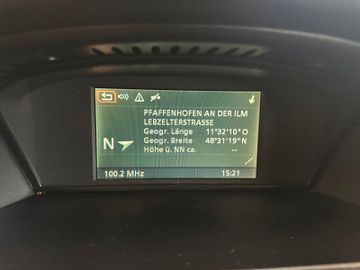 PFAFFENHOFEN AN DER ILM
LEBZELTERSTRASSE
Geogr. Länge 11°32'10"O
Geogr. Breite 48°31'19"N
Höhe ü. NN ca. --
N
100.2 MHz 15:21